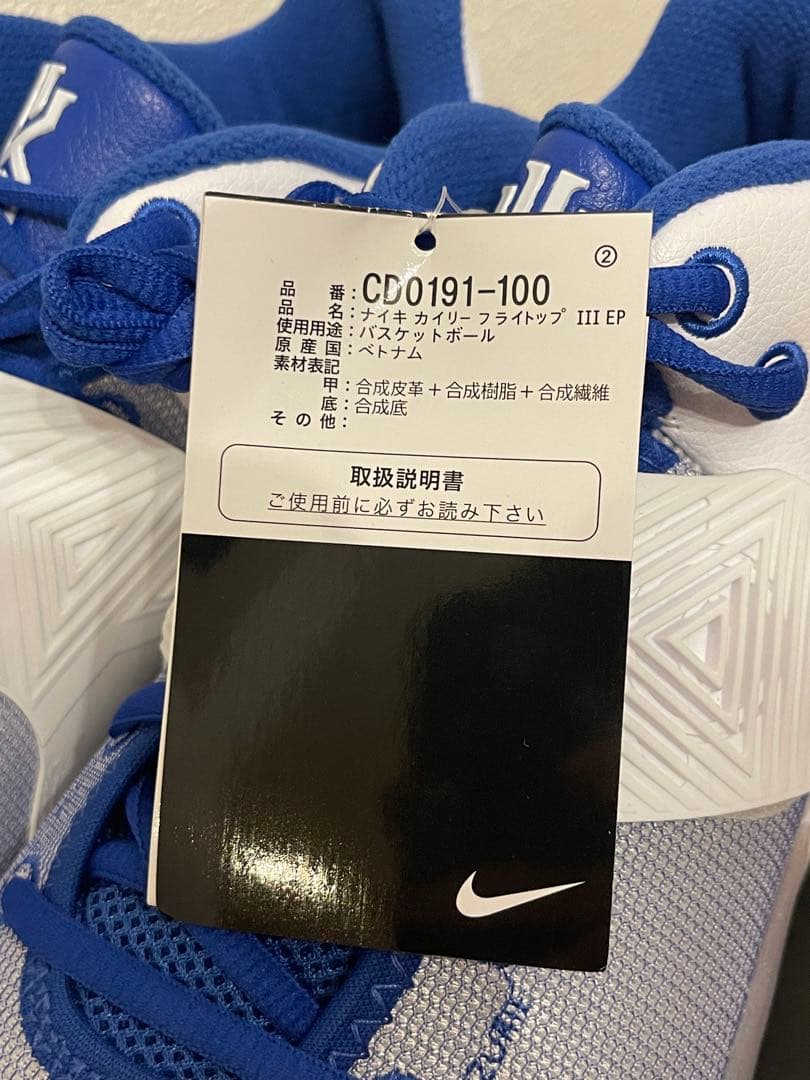 ②
品番：CD0191-100
品名：ナイキ カイリー フライトップ III EP
使用用途：バスケットボール
原産国：ベトナム
素材表記
甲：合成皮革＋合成樹脂＋合成繊維
底：合成底
その他：
取扱説明書
ご使用前に必ずお読み下さい